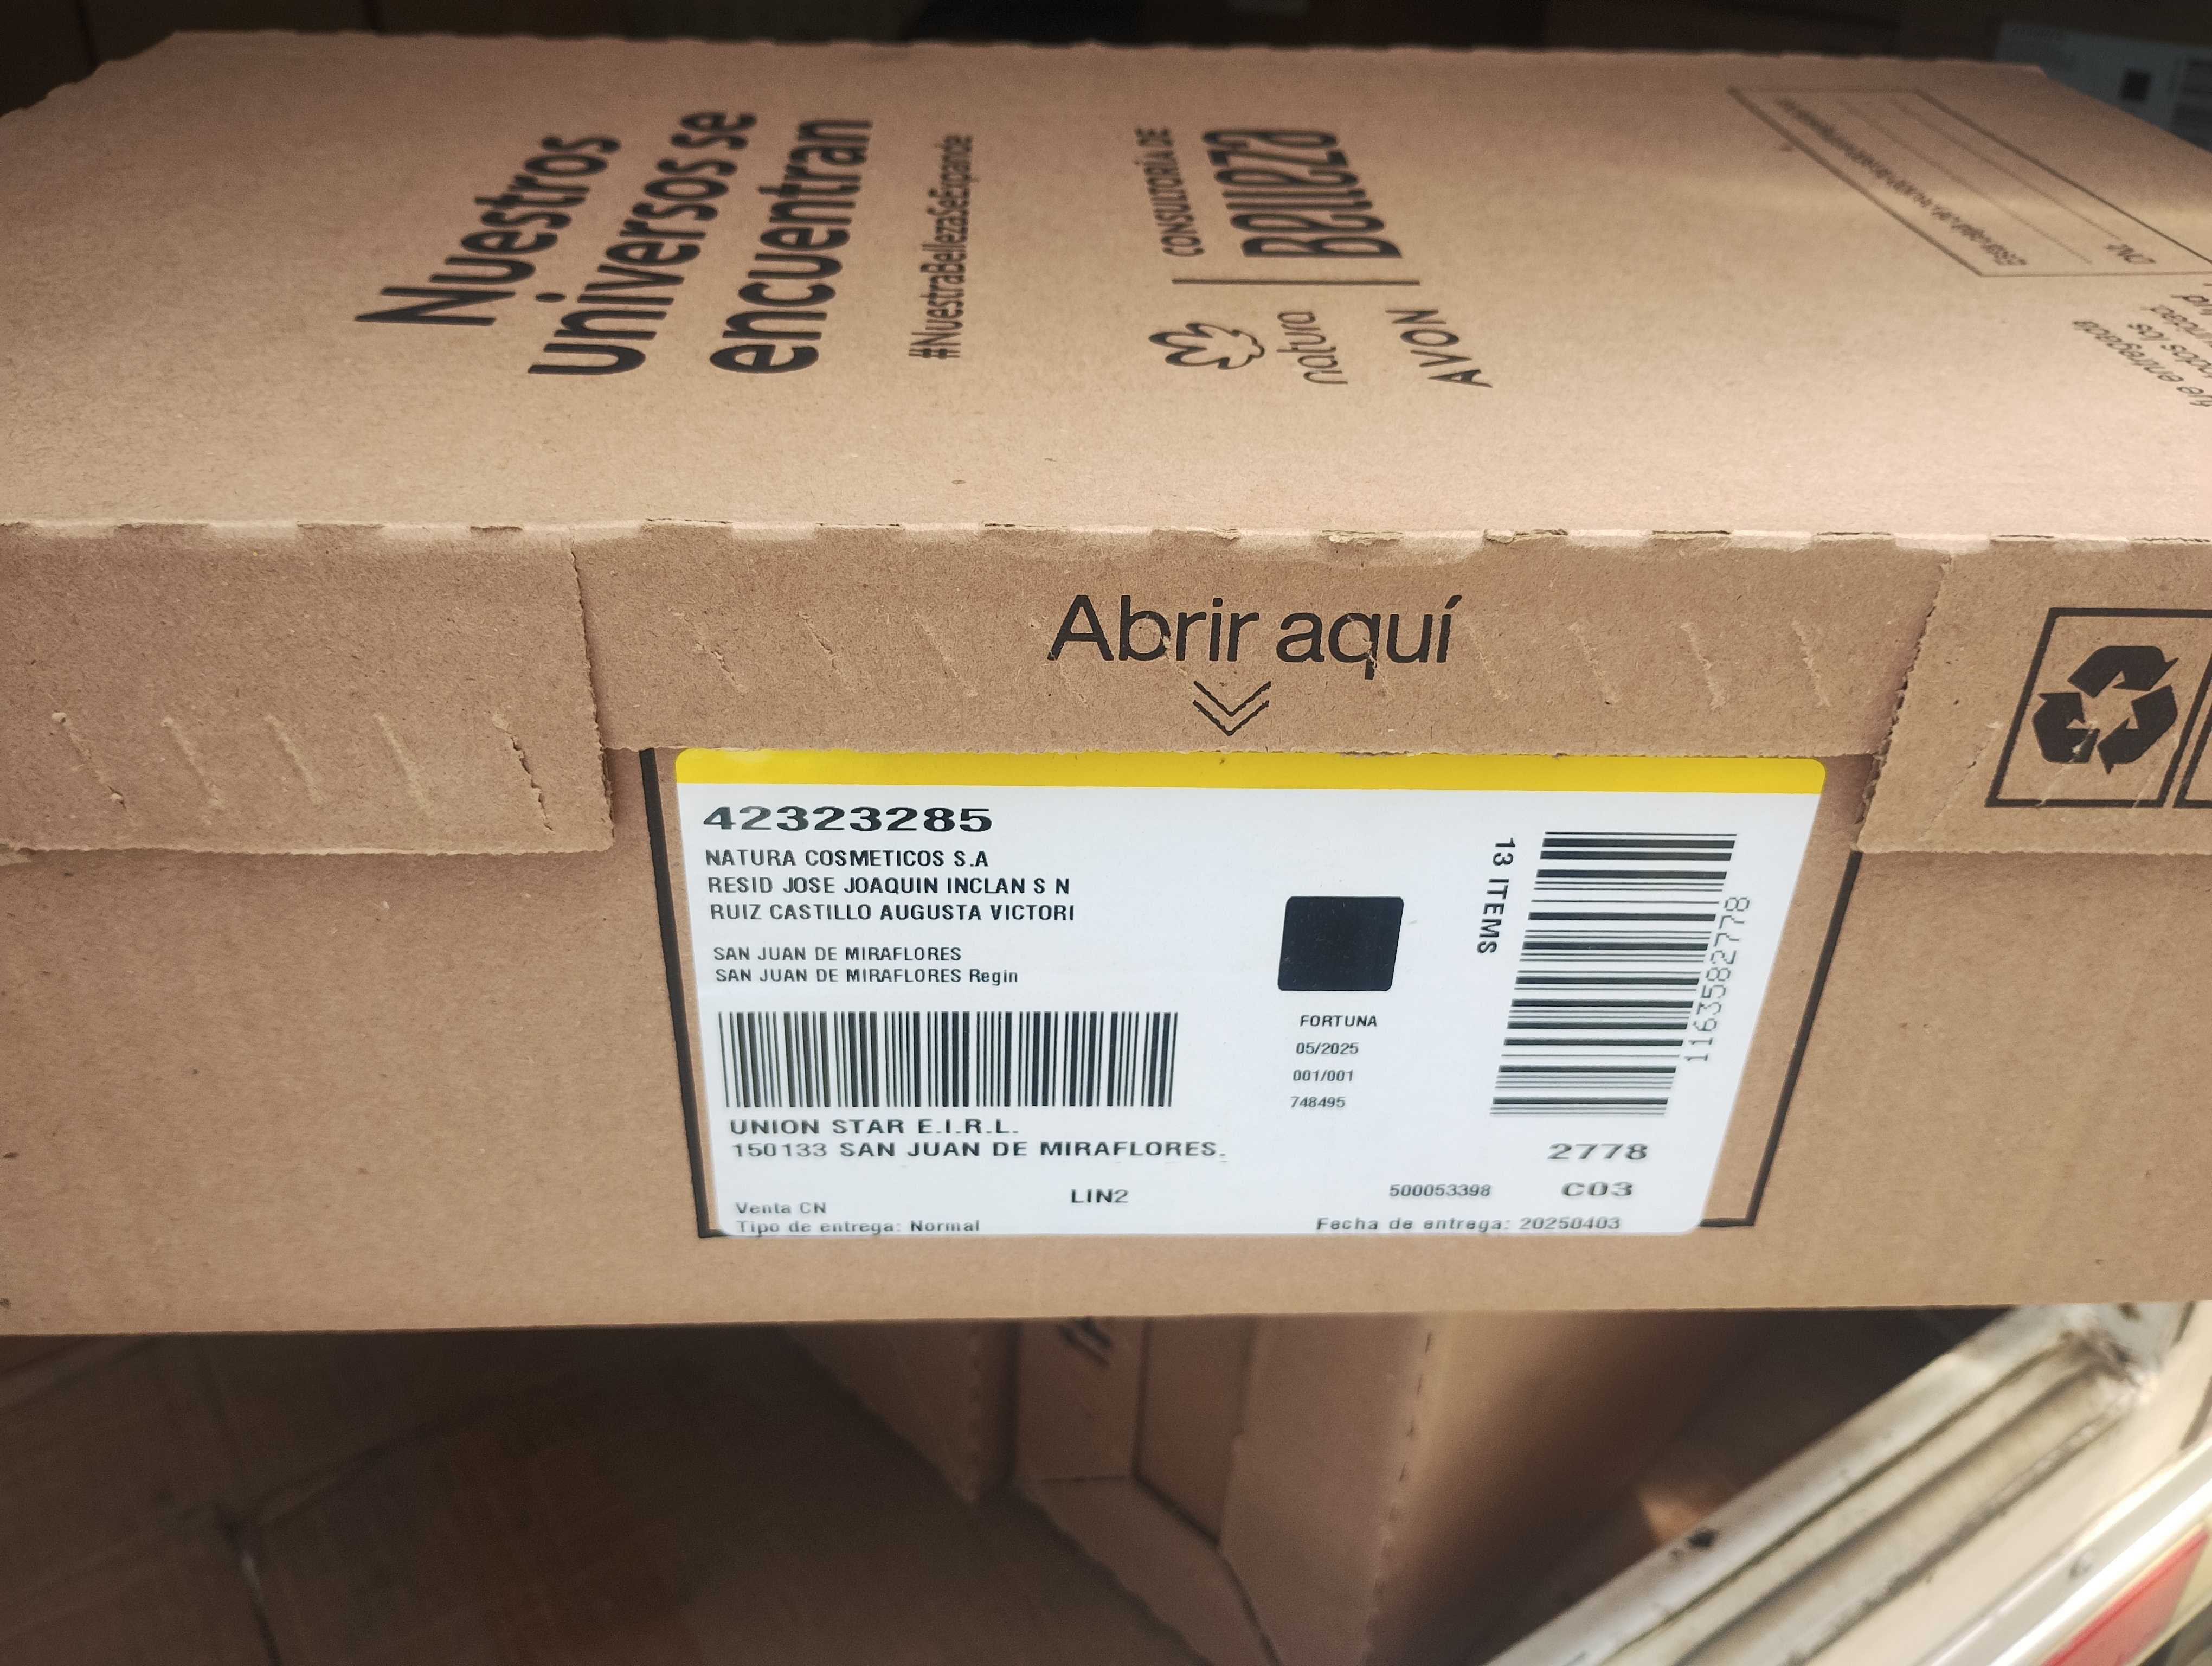 Nuestros
universos se
encuentran
#NuestraBellezaSeExpande
natura
AVON
CONSULTORÍA DE
Belleza
Abrir aquí
42323285
NATURA COSMETICOS S.A
RESID JOSE JOAQUIN INCLAN S N
RUIZ CASTILLO AUGUSTA VICTORI
SAN JUAN DE MIRAFLORES
SAN JUAN DE MIRAFLORES Regin
UNION STAR E.I.R.L.
150133 SAN JUAN DE MIRAFLORES.
LIN2
Venta CN
Tipo de entrega: Normal
FORTUNA
05/2025
001/001
748495
13 ITEMS
1163582778
2778
500053398 C03
Fecha de entrega: 20250403